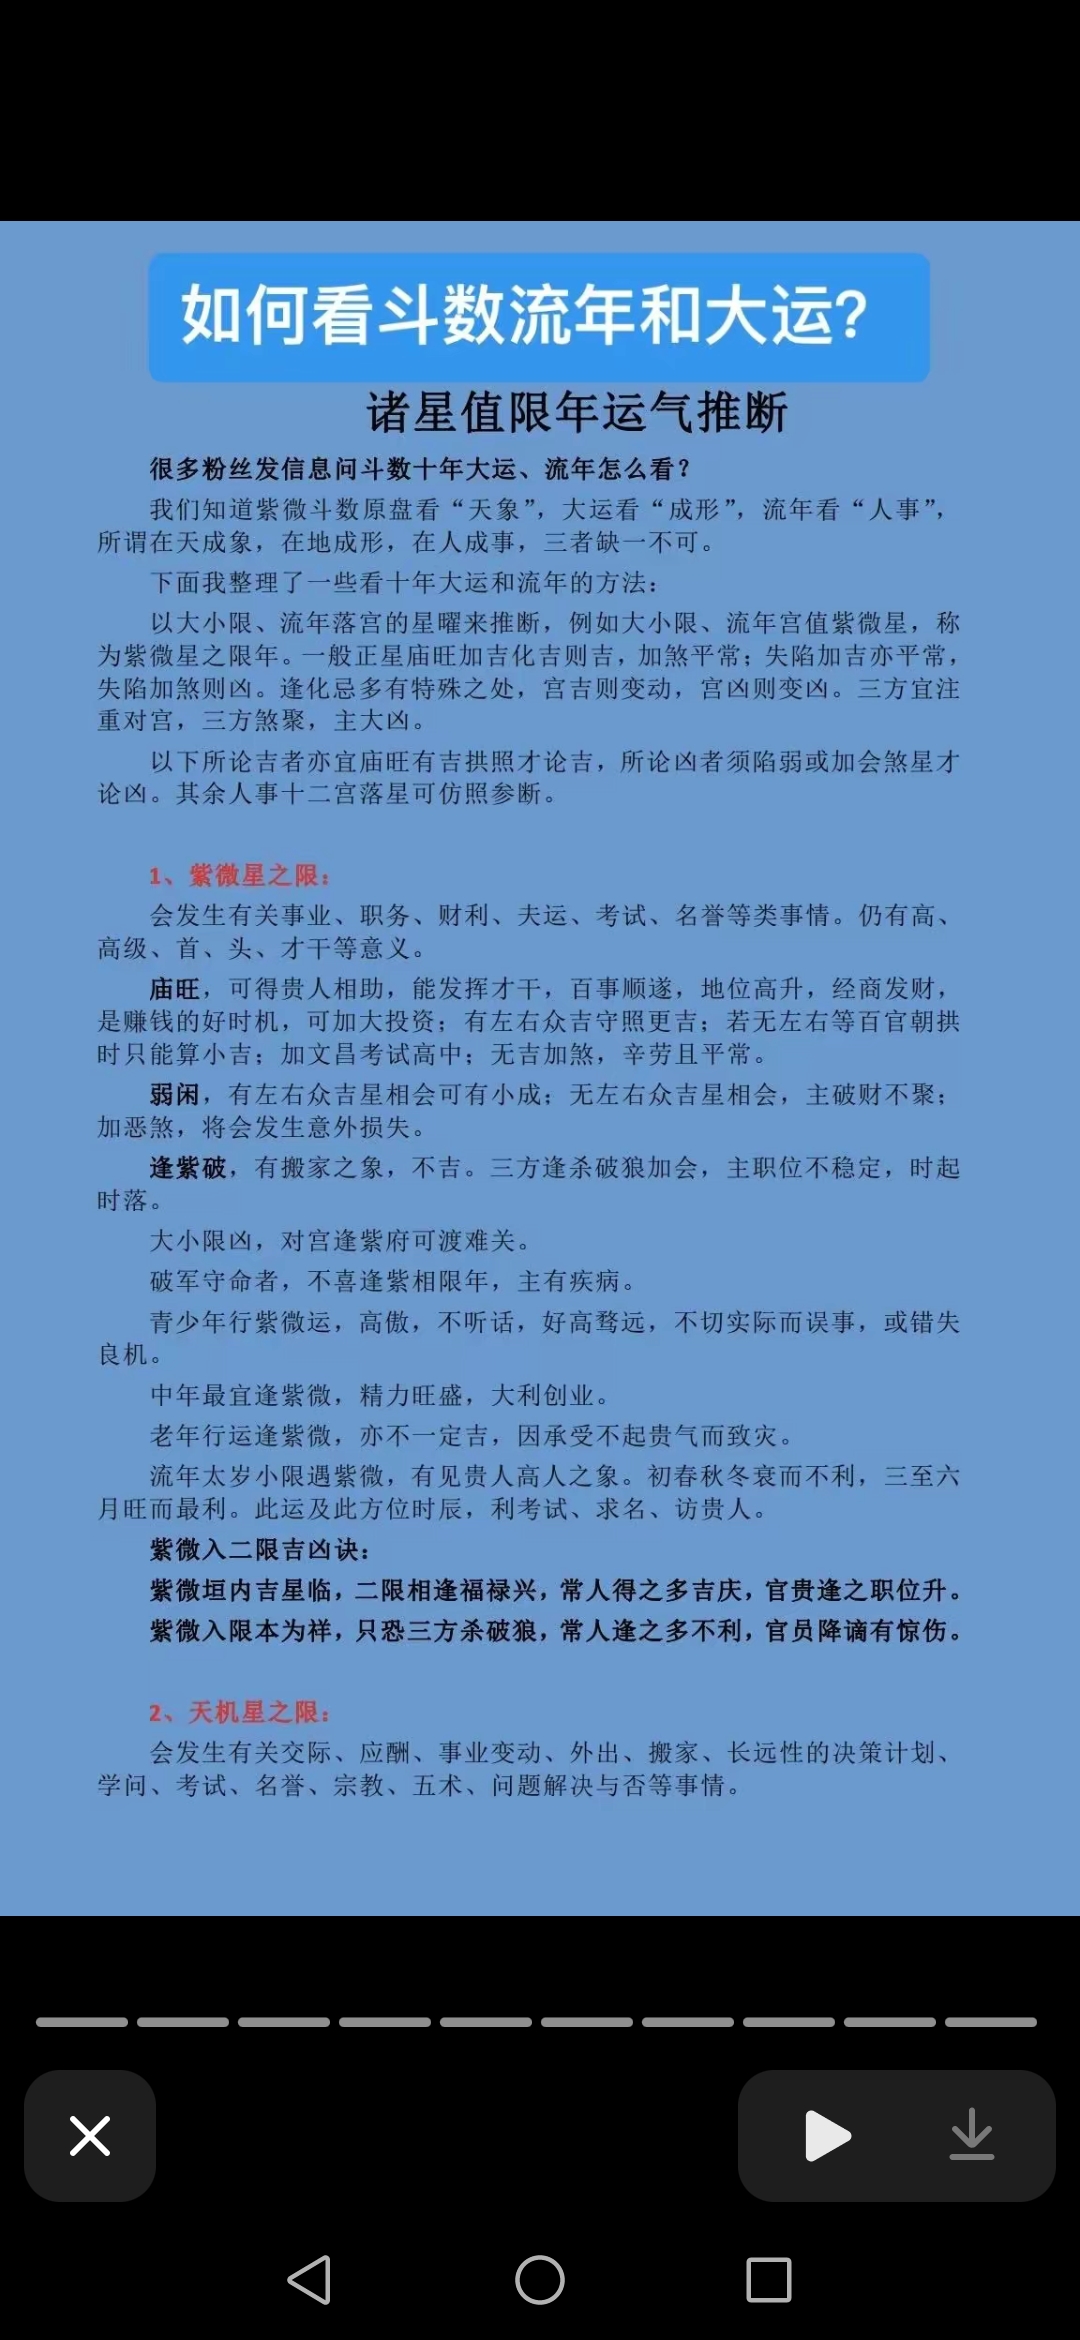 如何看斗数流年和大运？
诸星值限年运气推断
很多粉丝发信息问斗数十年大运、流年怎么看？
我们知道紫微斗数原盘看“天象”，大运看“成形”，流年看“人事”，
所谓在天成象，在地成形，在人成事，三者缺一不可。
下面我整理了一些看十年大运和流年的方法：
以大小限、流年落宫的星曜来推断，例如大小限、流年宫值紫微星，称
为紫微星之限年。一般正星庙旺加吉化吉则吉，加煞平常；失陷加吉亦平常，
失陷加煞则凶。逢化忌多有特殊之处，宫吉则变动，宫凶则变凶。三方宜注
重对宫，三方煞聚，主大凶。
以下所论吉者亦宜庙旺有吉拱照才论吉，所论凶者须陷弱或加会煞星才
论凶。其余人事十二宫落星可仿照参断。
1、紫微星之限：
会发生有关事业、职务、财利、夫运、考试、名誉等类事情。仍有高、
高级、首、头、才干等意义。
庙旺，可得贵人相助，能发挥才干，百事顺遂，地位高升，经商发财，
是赚钱的好时机，可加大投资；有左右众吉守照更吉；若无左右等百官朝拱
时只能算小吉；加文昌考试高中；无吉加煞，辛劳且平常。
弱闲，有左右众吉星相会可有小成；无左右众吉星相会，主破财不聚；
加恶煞，将会发生意外损失。
逢紫破，有搬家之象，不吉。三方逢杀破狼加会，主职位不稳定，时起
时落。
大小限凶，对宫逢紫府可渡难关。
破军守命者，不喜逢紫相限年，主有疾病。
青少年行紫微运，高傲，不听话，好高骛远，不切实际而误事，或错失
良机。
中年最宜逢紫微，精力旺盛，大利创业。
老年行运逢紫微，亦不一定吉，因承受不起贵气而致灾。
流年太岁小限遇紫微，有见贵人高人之象。初春秋冬衰而不利，三至六
月旺而最利。此运及此方位时辰，利考试、求名、访贵人。
紫微入二限吉凶诀：
紫微垣内吉星临，二限相逢福禄兴，常人得之多吉庆，官贵逢之职位升。
紫微入限本为祥，只恐三方杀破狼，常人逢之多不利，官员降谪有惊伤。
2、天机星之限：
会发生有关交际、应酬、事业变动、外出、搬家、长远性的决策计划、
学问、考试、名誉、宗教、五术、问题解决与否等事情。